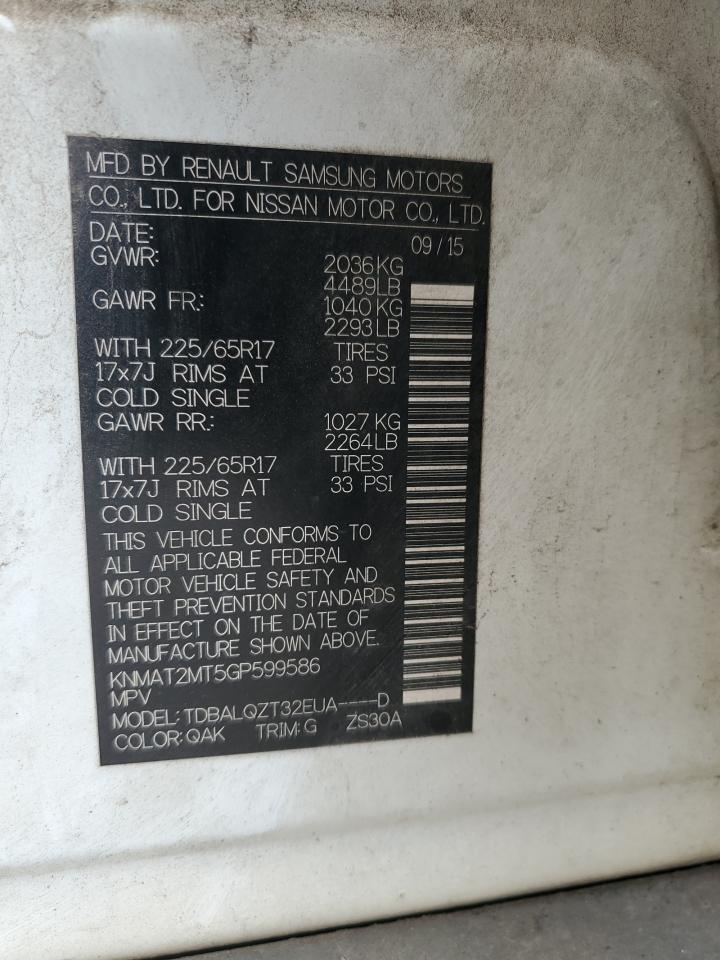 MFD BY RENAULT SAMSUNG MOTORS
CO., LTD. FOR NISSAN MOTOR CO., LTD.
DATE: 09/15
GVWR: 2036KG
4489LB
GAWR FR.: 1040KG
2293LB
WITH 225/65R17 TIRES
17x7J RIMS AT 33 PSI
COLD SINGLE
GAWR RR.: 1027KG
2264LB
WITH 225/65R17 TIRES
17x7J RIMS AT 33 PSI
COLD SINGLE
THIS VEHICLE CONFORMS TO
ALL APPLICABLE FEDERAL
MOTOR VEHICLE SAFETY AND
THEFT PREVENTION STANDARDS
IN EFFECT ON THE DATE OF
MANUFACTURE SHOWN ABOVE.
KNMAT2MT5GP599586
MPV
MODEL: TDBALQZT32EUA----D
COLOR: QAK TRIM: G ZS30A